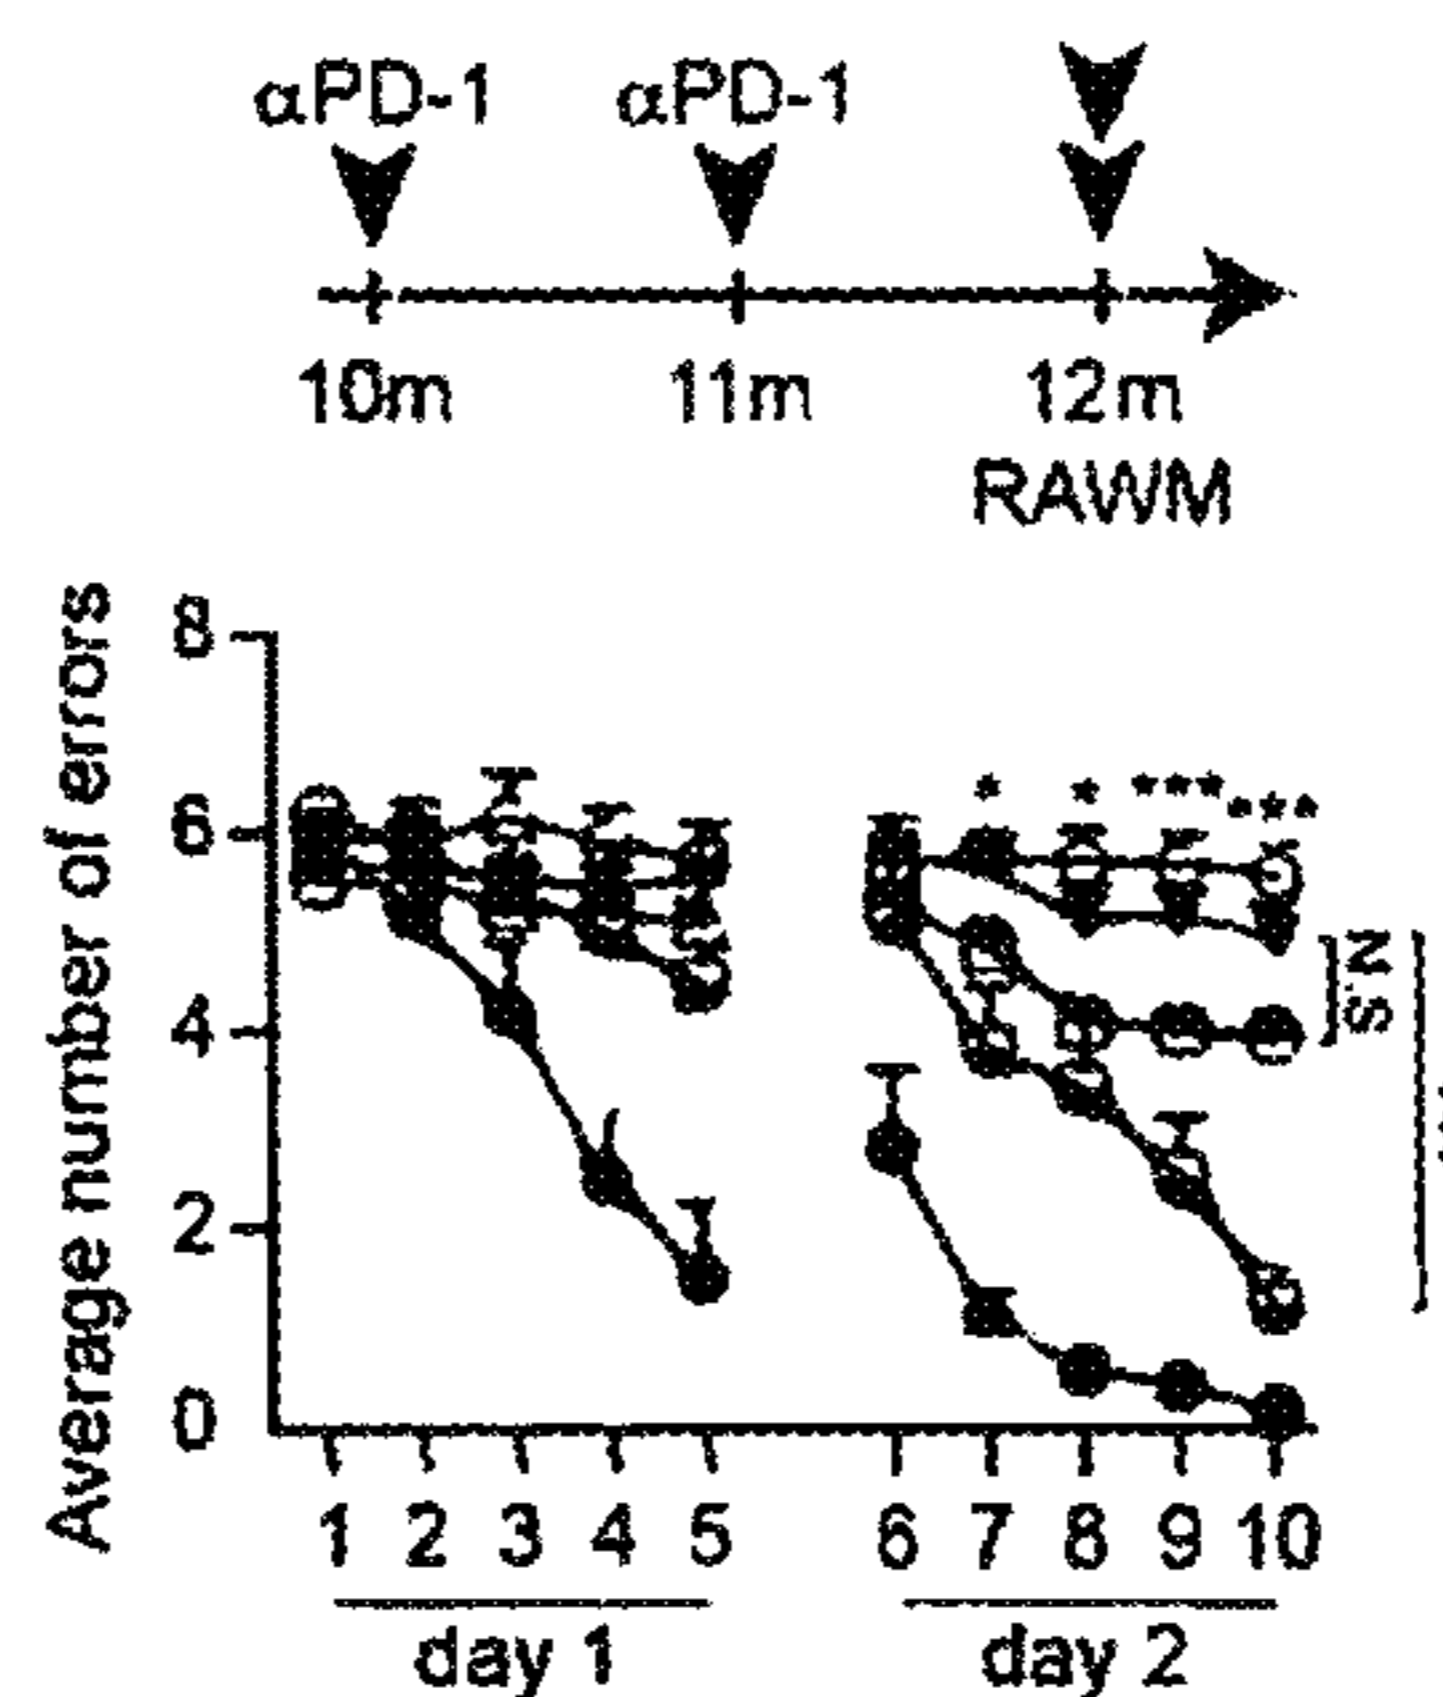 αPD-1 αPD-1
10m 11m 12m
RAWM
Average number of errors
8
6
4
2
0
* * *** ***
N.S
1 2 3 4 5 6 7 8 9 10
day 1 day 2